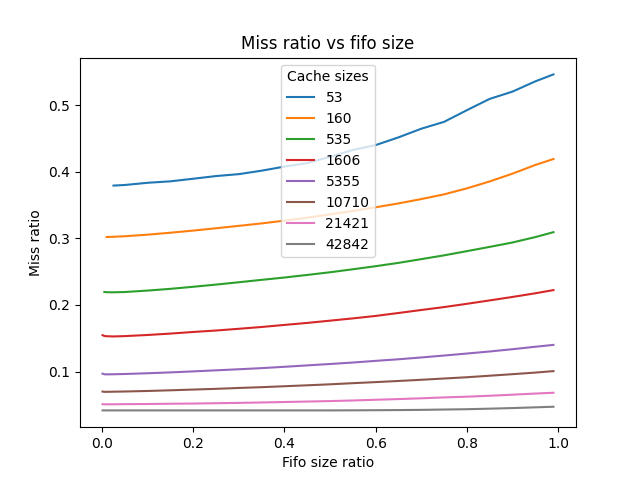 Miss ratio vs fifo size
Cache sizes
53
160
535
1606
5355
10710
21421
42842
Miss ratio
0.5
0.4
0.3
0.2
0.1
0.0 0.2 0.4 0.6 0.8 1.0
Fifo size ratio